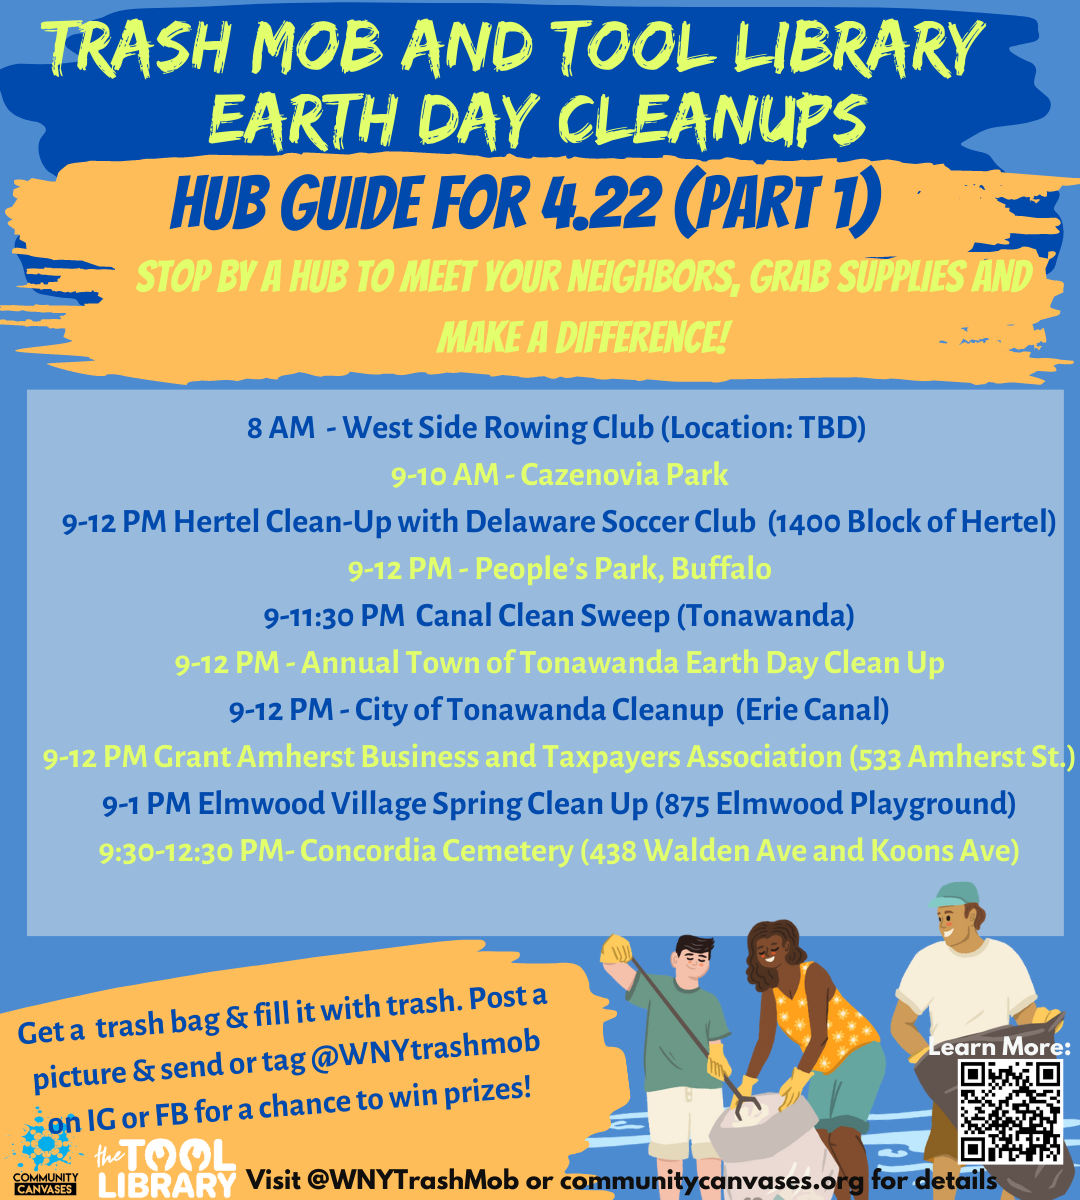 TRASH MOB AND TOOL LIBRARY
EARTH DAY CLEANUPS
HUB GUIDE FOR 4.22 (PART 1)
STOP BY A HUB TO MEET YOUR NEIGHBORS, GRAB SUPPLIES AND
MAKE A DIFFERENCE!
8 AM - West Side Rowing Club (Location: TBD)
9-10 AM - Cazenovia Park
9-12 PM Hertel Clean-Up with Delaware Soccer Club (1400 Block of Hertel)
9-12 PM - People's Park, Buffalo
9-11:30 PM Canal Clean Sweep (Tonawanda)
9-12 PM - Annual Town of Tonawanda Earth Day Clean Up
9-12 PM - City of Tonawanda Cleanup (Erie Canal)
9-12 PM Grant Amherst Business and Taxpayers Association (533 Amherst St.)
9-1 PM Elmwood Village Spring Clean Up (875 Elmwood Playground)
9:30-12:30 PM- Concordia Cemetery (438 Walden Ave and Koons Ave)
Get a trash bag & fill it with trash. Post a
picture & send or tag @WNYtrashmob
on IG or FB for a chance to win prizes!
Learn More:
COMMUNITY
CANVASES
the TOOL
LIBRARY
Visit @WNYTrashMob or communitycanvases.org for details